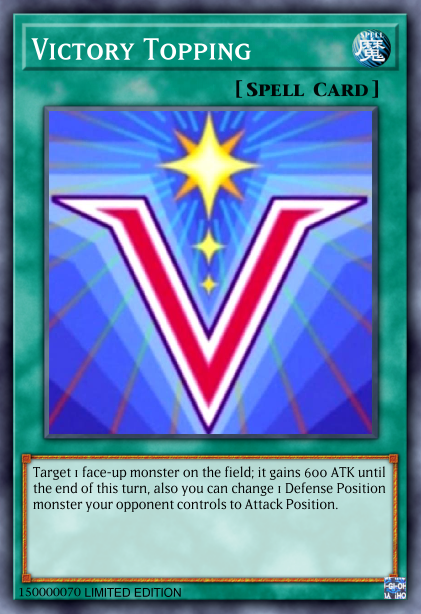 Victory Topping
SPELL
魔
[Spell Card]
V
Target 1 face-up monster on the field; it gains 600 ATK until
the end of this turn, also you can change 1 Defense Position
monster your opponent controls to Attack Position.
150000070 LIMITED EDITION